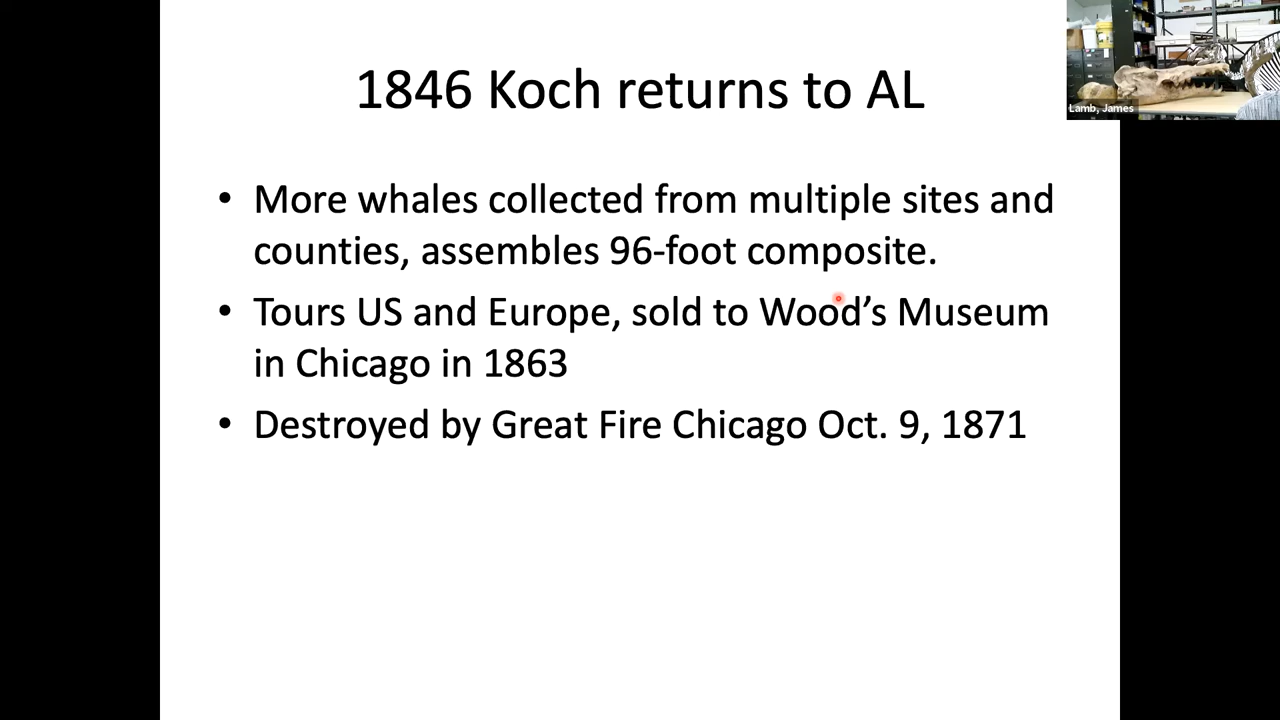 1846 Koch returns to AL
Lamb, James
• More whales collected from multiple sites and
counties, assembles 96-foot composite.
• Tours US and Europe, sold to Wood’s Museum
in Chicago in 1863
• Destroyed by Great Fire Chicago Oct. 9, 1871